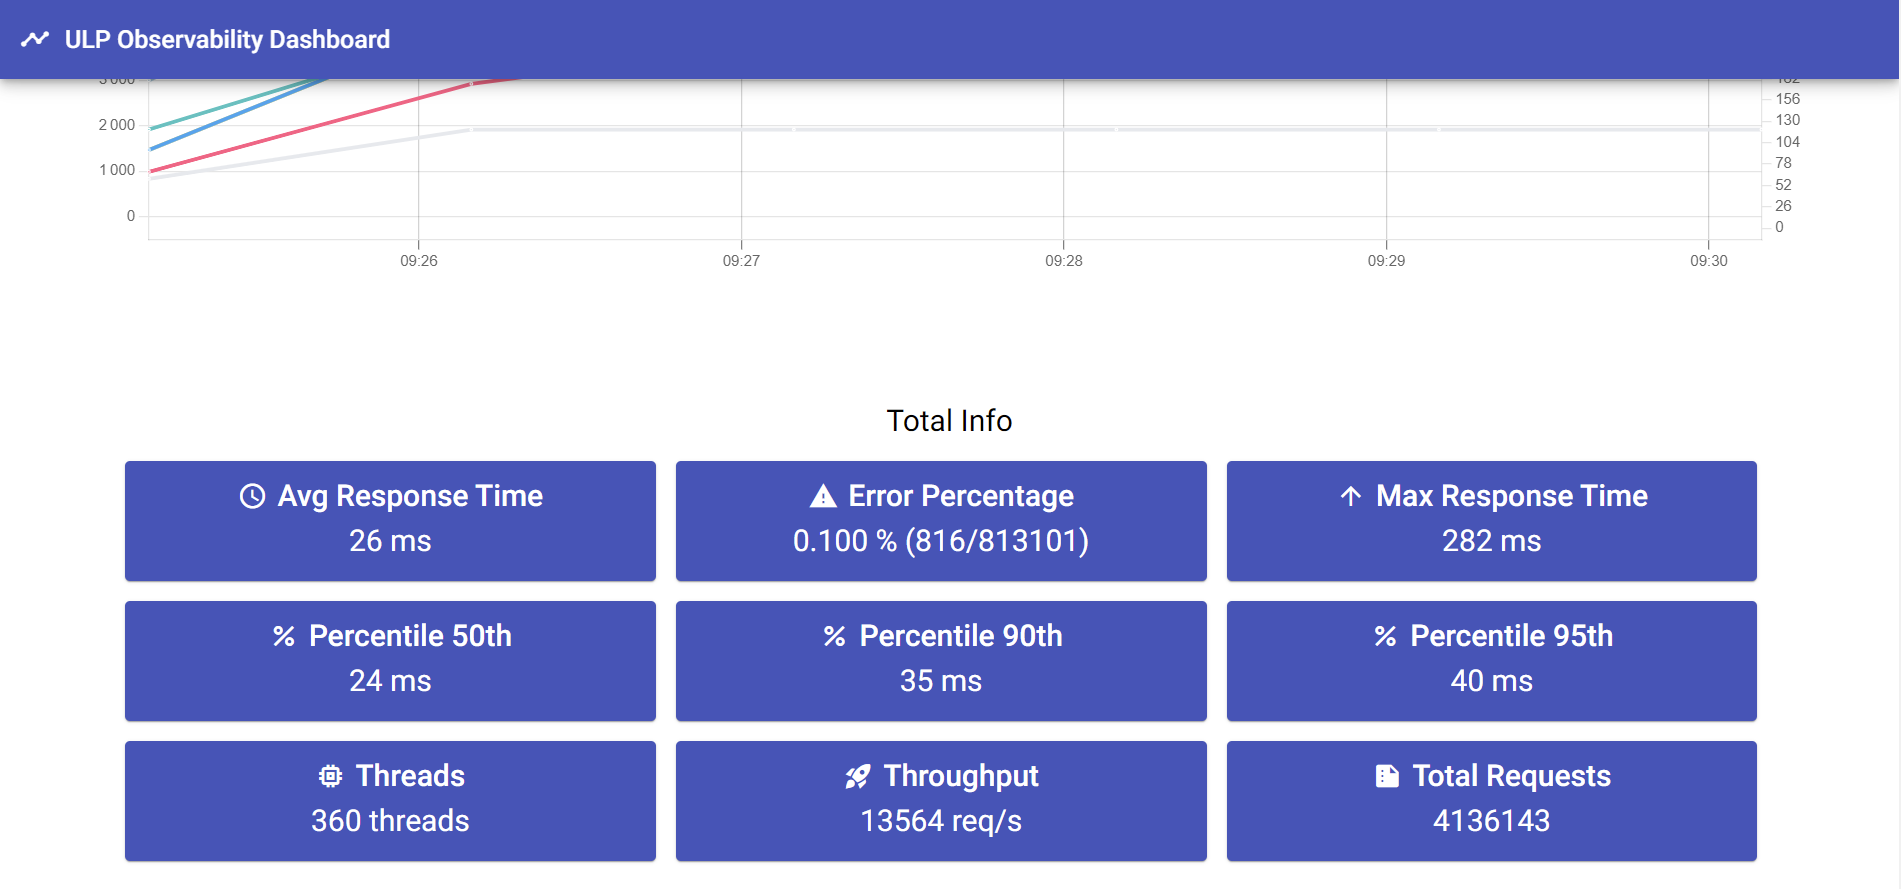 ULP Observability Dashboard
3 000
2 000
1 000
0
182
156
130
104
78
52
26
0
09:26
09:27
09:28
09:29
09:30
Total Info
Avg Response Time
26 ms
Error Percentage
0.100 % (816/813101)
Max Response Time
282 ms
Percentile 50th
24 ms
Percentile 90th
35 ms
Percentile 95th
40 ms
Threads
360 threads
Throughput
13564 req/s
Total Requests
4136143